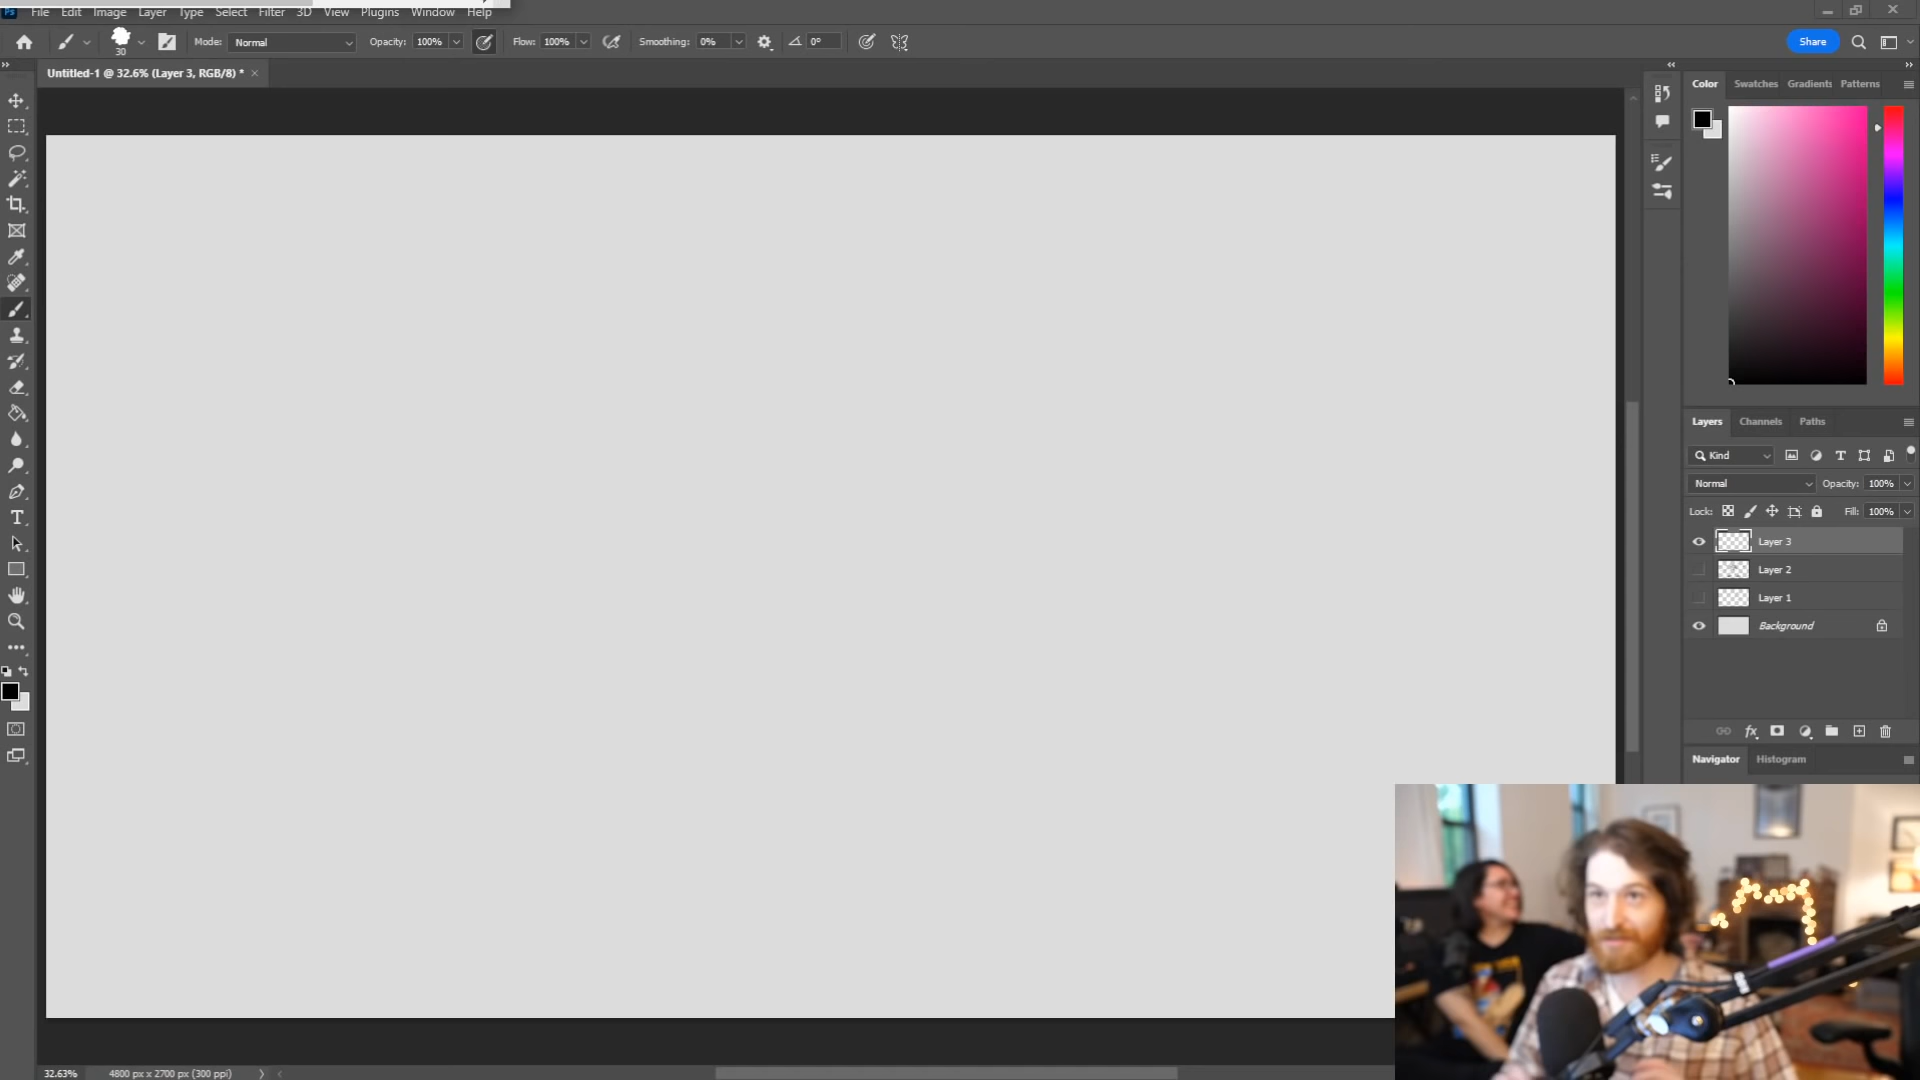 Ps File Edit Image Layer Type Select Filter 3D View Plugins Window Help
30 Mode: Normal Opacity: 100% Flow: 100% Smoothing: 0% 0° Share
Untitled-1 @ 32.6% (Layer 3, RGB/8) *
Color Swatches Gradients Patterns
Layers Channels Paths
Kind
Normal Opacity: 100%
Lock: Fill: 100%
Layer 3
Layer 2
Layer 1
Background
Navigator Histogram
32.63% 4800 px x 2700 px (300 ppi)